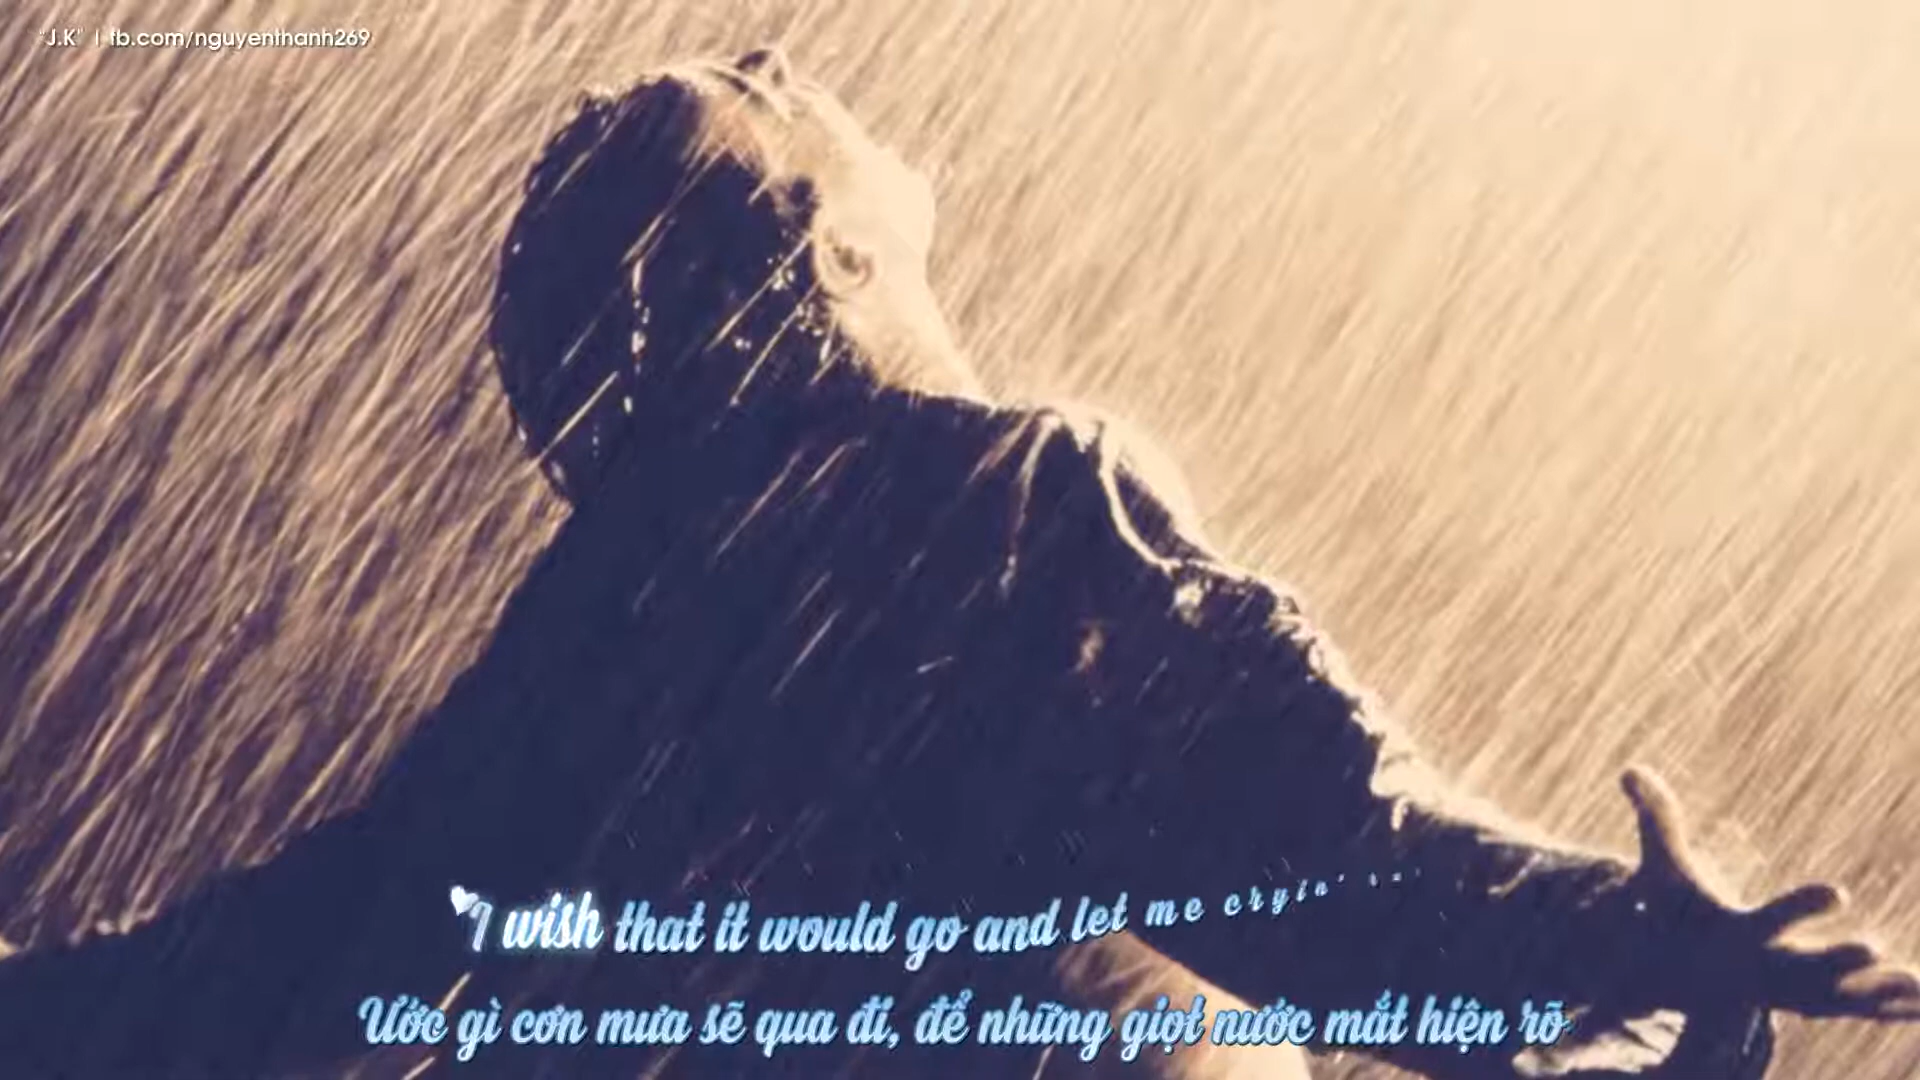 "J.K" | fb.com/nguyenthanh269
I wish that it would go and let me cryin'
Ước gì cơn mưa sẽ qua đi, để những giọt nước mắt hiện rõ